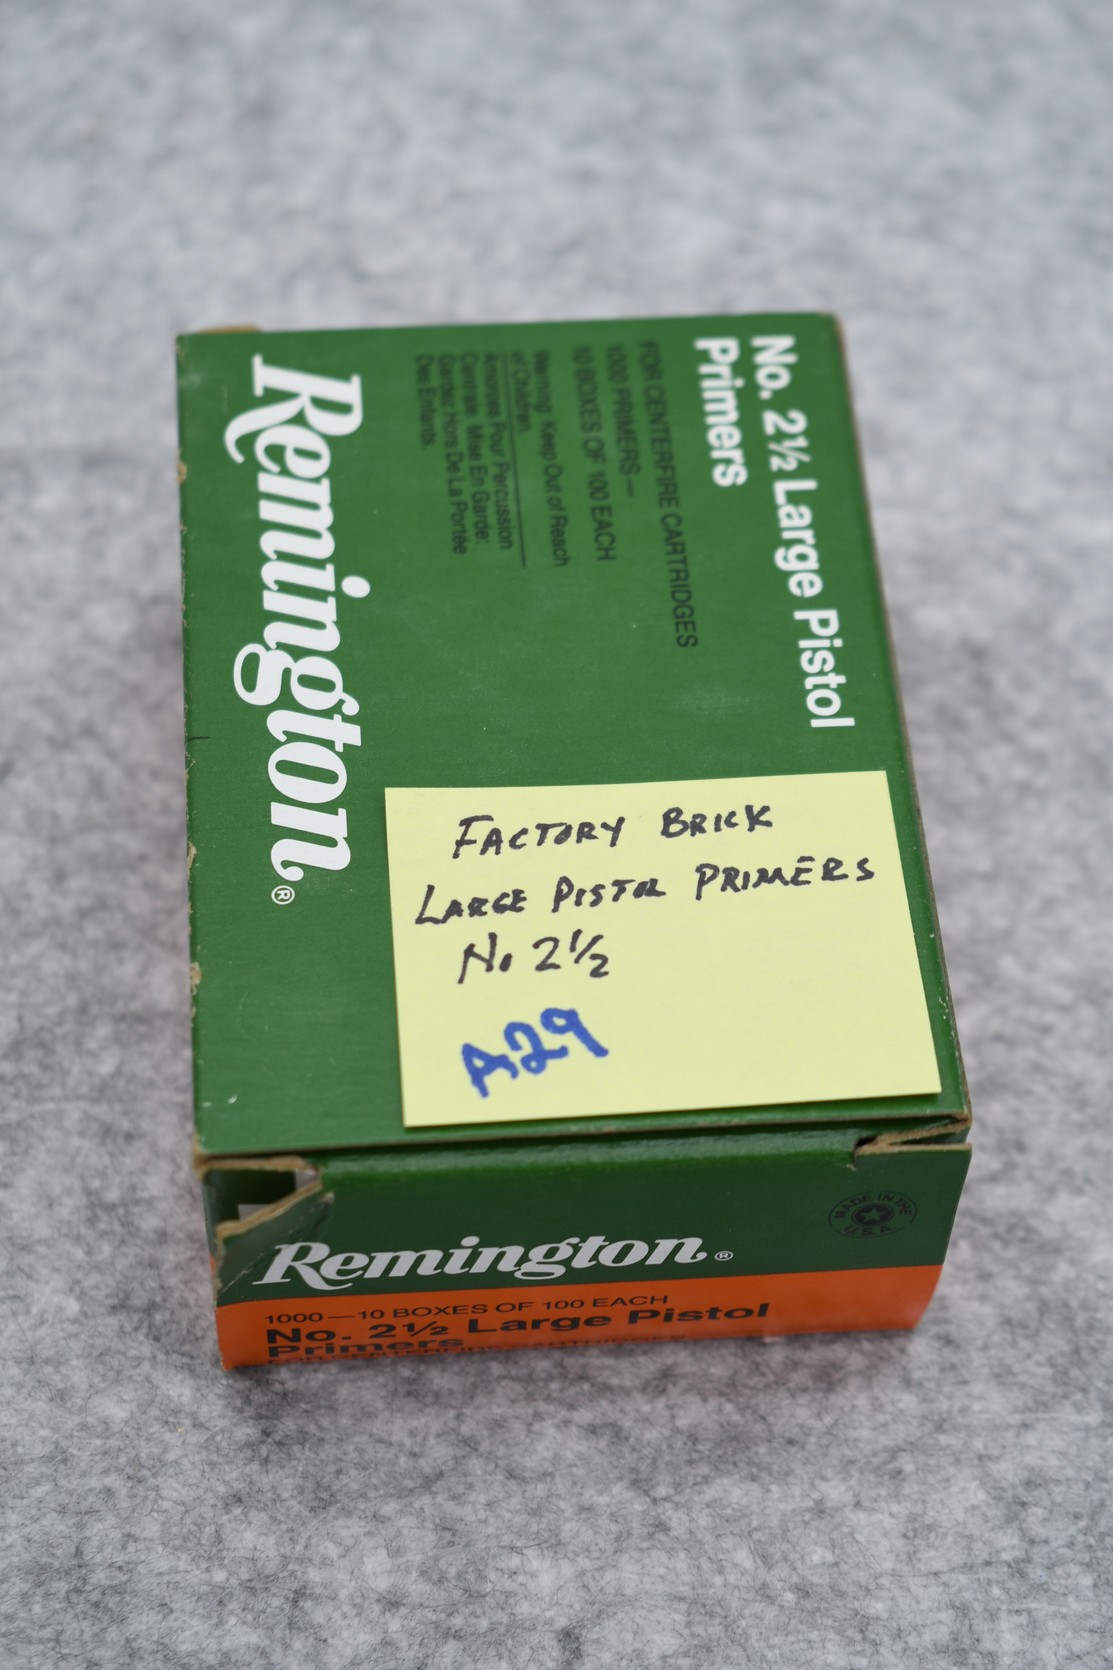 No. 2½ Large Pistol
Primers
FOR CENTERFIRE CARTRIDGES
1000 PRIMERS—
10 BOXES OF 100 EACH
Warning: Keep Out of Reach
of Children.
Amorces Pour Percussion
Centrale. Mise En Garde:
Gardez Hors De La Portée
Des Enfants.
Remington®
FACTORY BRICK
LARGE PISTOL PRIMERS
No 2½
A29
MADE IN THE
U.S.A.
Remington®
1000—10 BOXES OF 100 EACH
No. 2½ Large Pistol
Primers
FOR CENTERFIRE CARTRIDGES